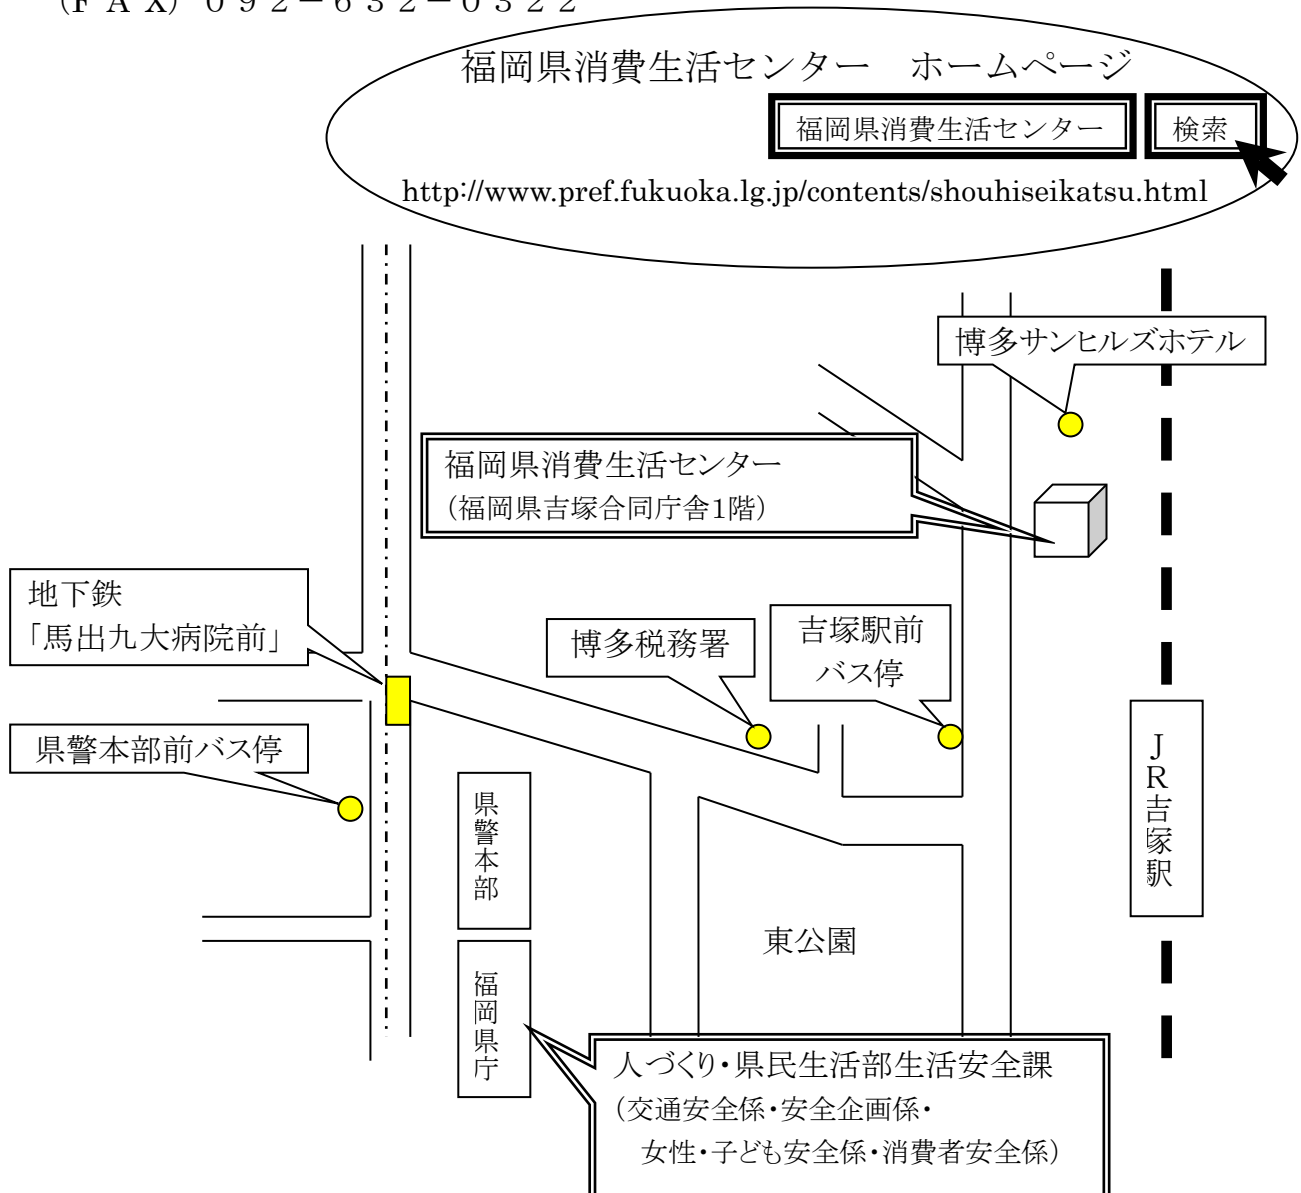 (ＦＡＸ) ０９２－６３２－０３２２
福岡県消費生活センター　ホームページ
福岡県消費生活センター
検索
http://www.pref.fukuoka.lg.jp/contents/shouhiseikatsu.html
博多サンヒルズホテル
福岡県消費生活センター
（福岡県吉塚合同庁舎１階）
地下鉄
「馬出九大病院前」
博多税務署
吉塚駅前
バス停
県警本部前バス停
ＪＲ吉塚駅
県警本部
東公園
福岡県庁
人づくり・県民生活部生活安全課
（交通安全係・安全企画係・
女性・子ども安全係・消費者安全係）